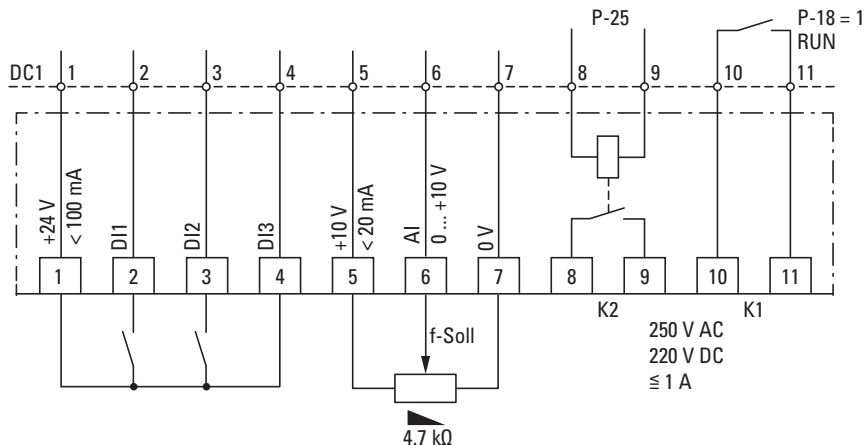 P-25
P-18 = 1
RUN
DC1 1 2 3 4 5 6 7 8 9 10 11
+24 V
< 100 mA
DI1
DI2
DI3
+10 V
< 20 mA
AI
0 ... +10 V
0 V
1 2 3 4 5 6 7 8 9 10 11
K2
K1
f-Soll
250 V AC
220 V DC
≦ 1 A
4.7 kΩ